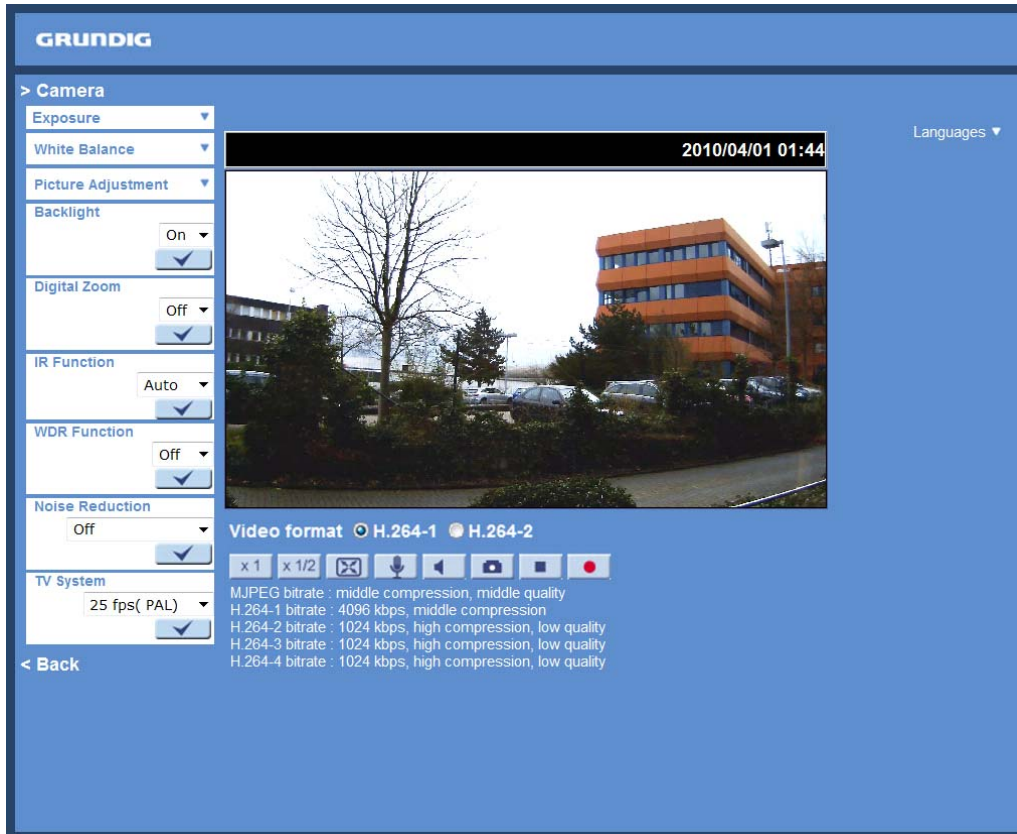 GRUNDIG
> Camera
Exposure
White Balance
Picture Adjustment
Backlight
On
Digital Zoom
Off
IR Function
Auto
WDR Function
Off
Noise Reduction
Off
TV System
25 fps( PAL)
< Back
Languages
2010/04/01 01:44
Video format H.264-1 H.264-2
x 1 x 1/2
MJPEG bitrate : middle compression, middle quality
H.264-1 bitrate : 4096 kbps, middle compression
H.264-2 bitrate : 1024 kbps, high compression, low quality
H.264-3 bitrate : 1024 kbps, high compression, low quality
H.264-4 bitrate : 1024 kbps, high compression, low quality